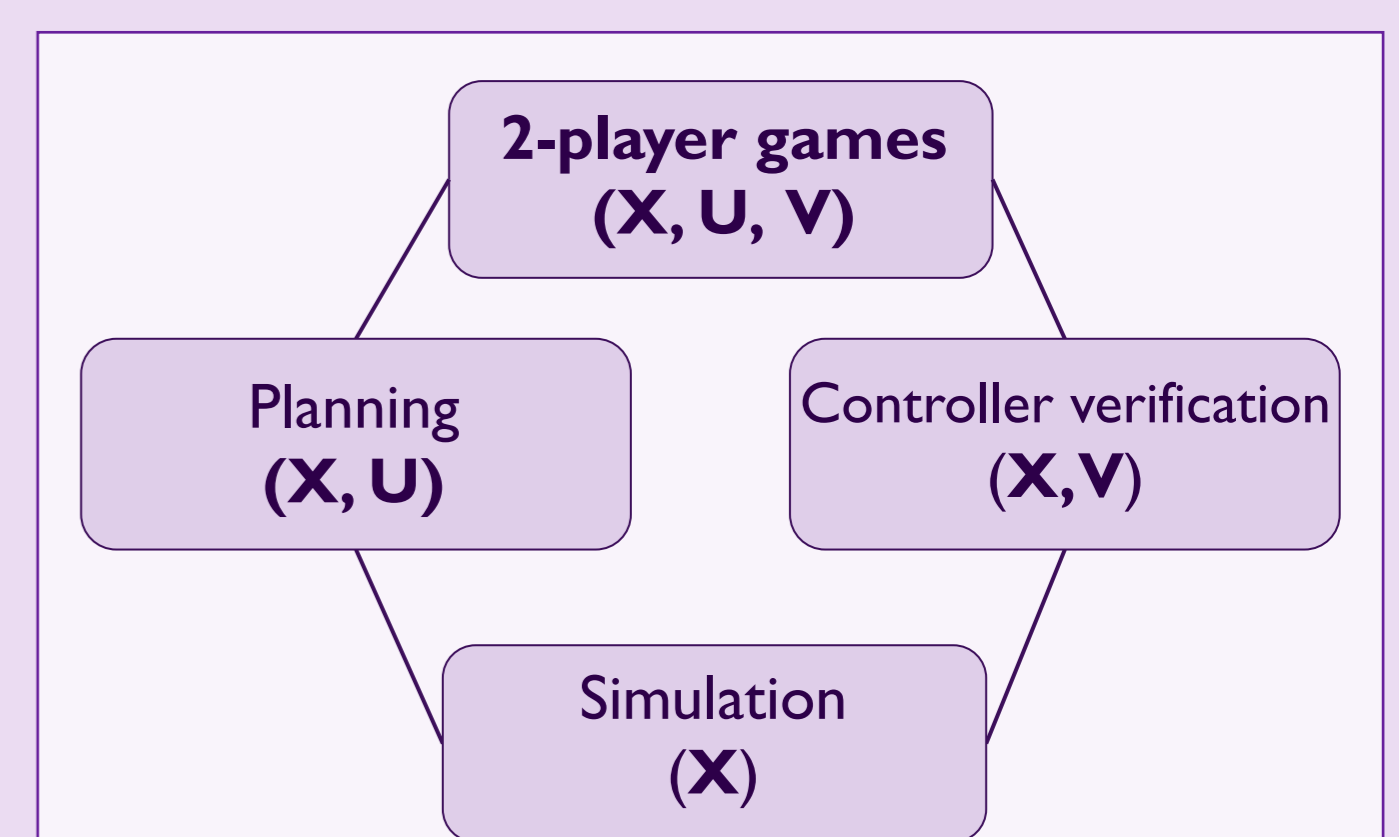 2-player games
(X, U, V)
Planning
(X, U)
Controller verification
(X,V)
Simulation
(X)